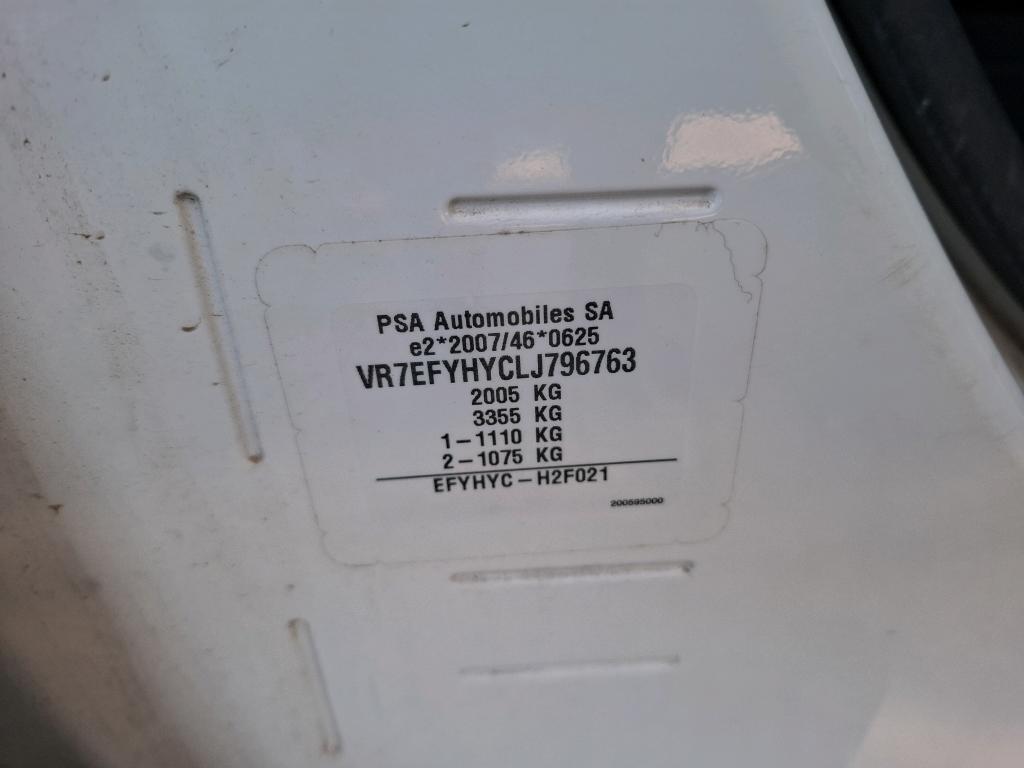 PSA Automobiles SA
e2*2007/46*0625
VR7EFYHYCLJ796763
2005 KG
3355 KG
1-1110 KG
2-1075 KG
EFYHYC-H2F021
200595000